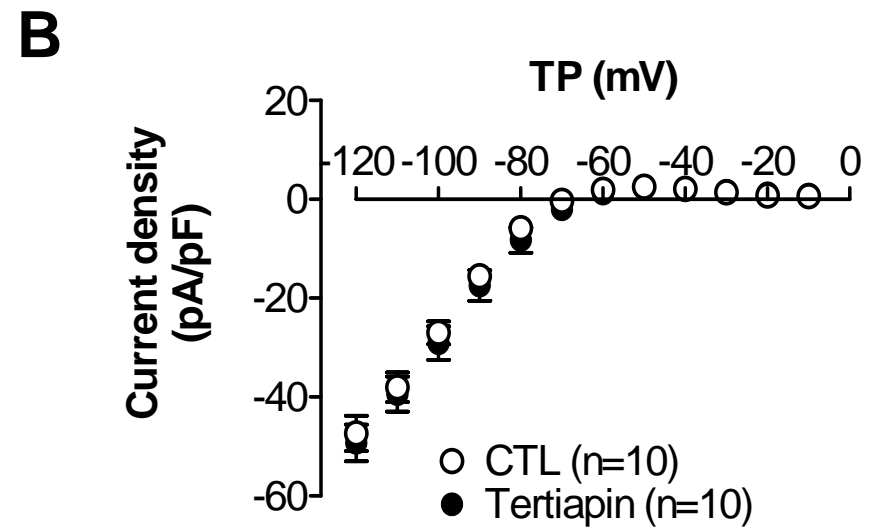 B
TP (mV)
Current density
(pA/pF)
20
0
-20
-40
-60
-120 -100 -80 -60 -40 -20 0
CTL (n=10)
Tertiapin (n=10)